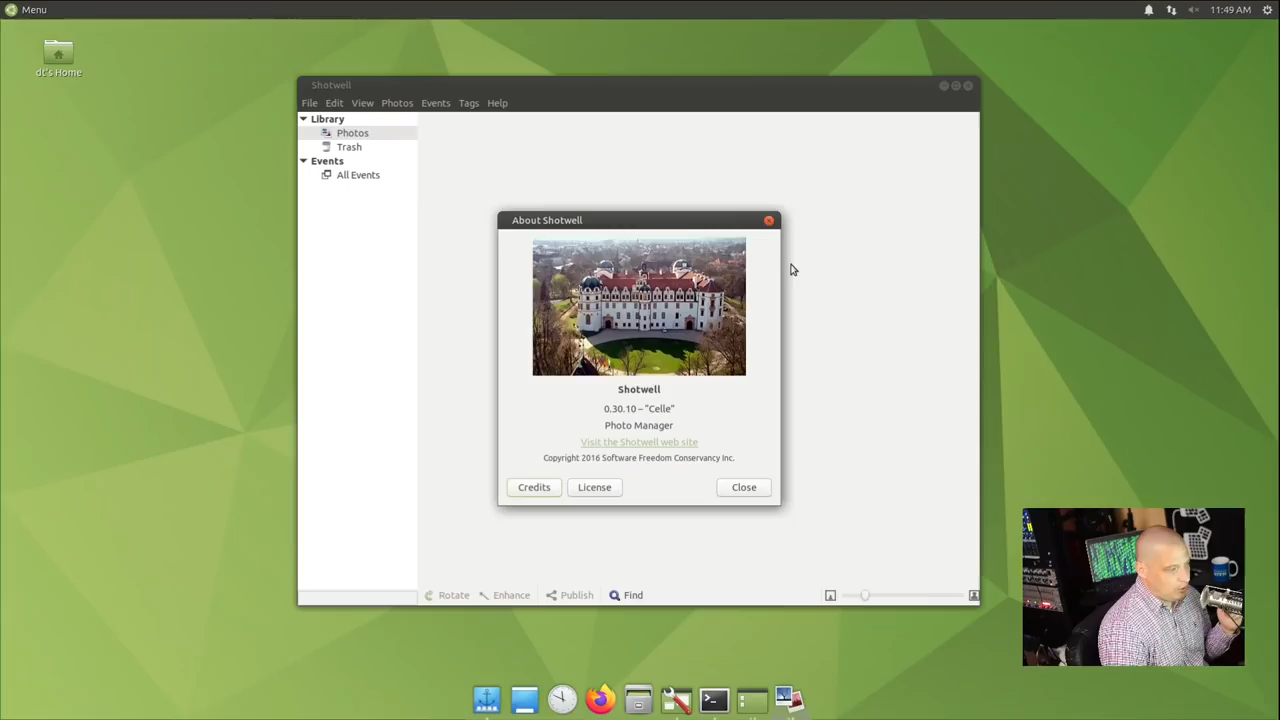 Menu
11:49 AM
dt's Home
Shotwell
File Edit View Photos Events Tags Help
Library
Photos
Trash
Events
All Events
About Shotwell
Shotwell
0.30.10 – "Celle"
Photo Manager
Visit the Shotwell web site
Copyright 2016 Software Freedom Conservancy Inc.
Credits License Close
Rotate Enhance Publish Find